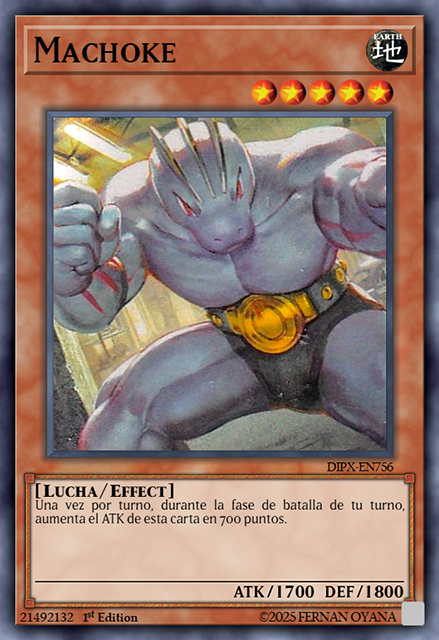 MACHOKE
EARTH
地
DIPX-EN756
[LUCHA/EFFECT]
Una vez por turno, durante la fase de batalla de tu turno,
aumenta el ATK de esta carta en 700 puntos.
ATK/1700 DEF/1800
21492132 1st Edition ©2025 FERNAN OYANA